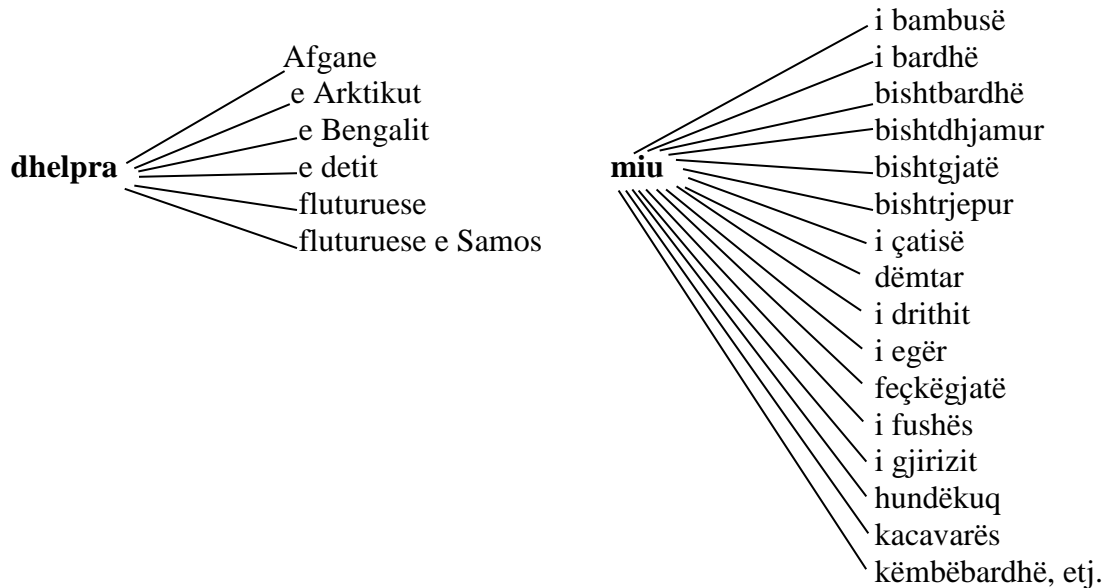 dhelpra
Afgane
e Arktikut
e Bengalit
e detit
fluturuese
fluturuese e Samos
miu
i bambusë
i bardhë
bishtbardhë
bishtdhjamur
bishtgjatë
bishtrjepur
i çatisë
dëmtar
i drithit
i egër
feçkëgjatë
i fushës
i gjirizit
hundëkuq
kacavarës
këmbëbardhë, etj.